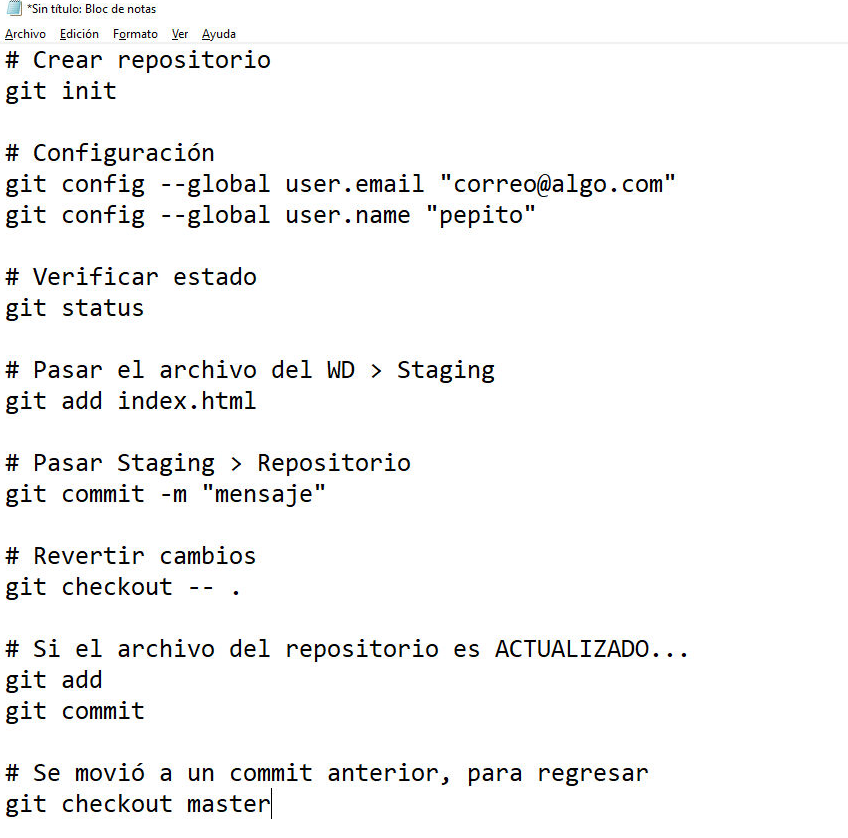 *Sin título: Bloc de notas
Archivo Edición Formato Ver Ayuda
# Crear repositorio
git init
# Configuración
git config --global user.email "correo@algo.com"
git config --global user.name "pepito"
# Verificar estado
git status
# Pasar el archivo del WD > Staging
git add index.html
# Pasar Staging > Repositorio
git commit -m "mensaje"
# Revertir cambios
git checkout -- .
# Si el archivo del repositorio es ACTUALIZADO...
git add
git commit
# Se movió a un commit anterior, para regresar
git checkout master